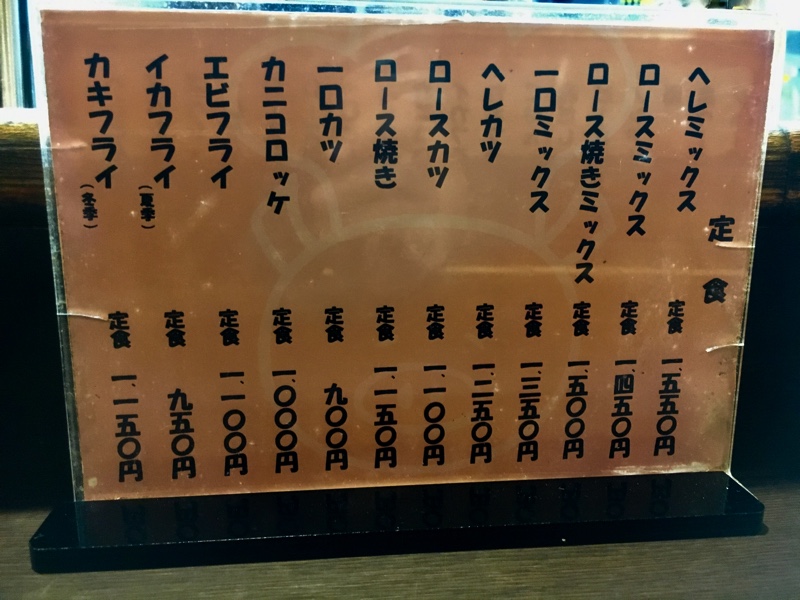 定食
ヘレミックス定食 一、五五〇円
ロースミックス定食 一、四五〇円
ロース焼きミックス定食 一、五〇〇円
一口ミックス定食 一、三五〇円
ヘレカツ定食 一、二五〇円
ロースカツ定食 一、一〇〇円
ロース焼き定食 一、一五〇円
一口カツ定食 九〇〇円
カニコロッケ定食 一、〇〇〇円
エビフライ定食 一、一〇〇円
イカフライ(夏季)定食 九五〇円
カキフライ(冬季)定食 一、一五〇円